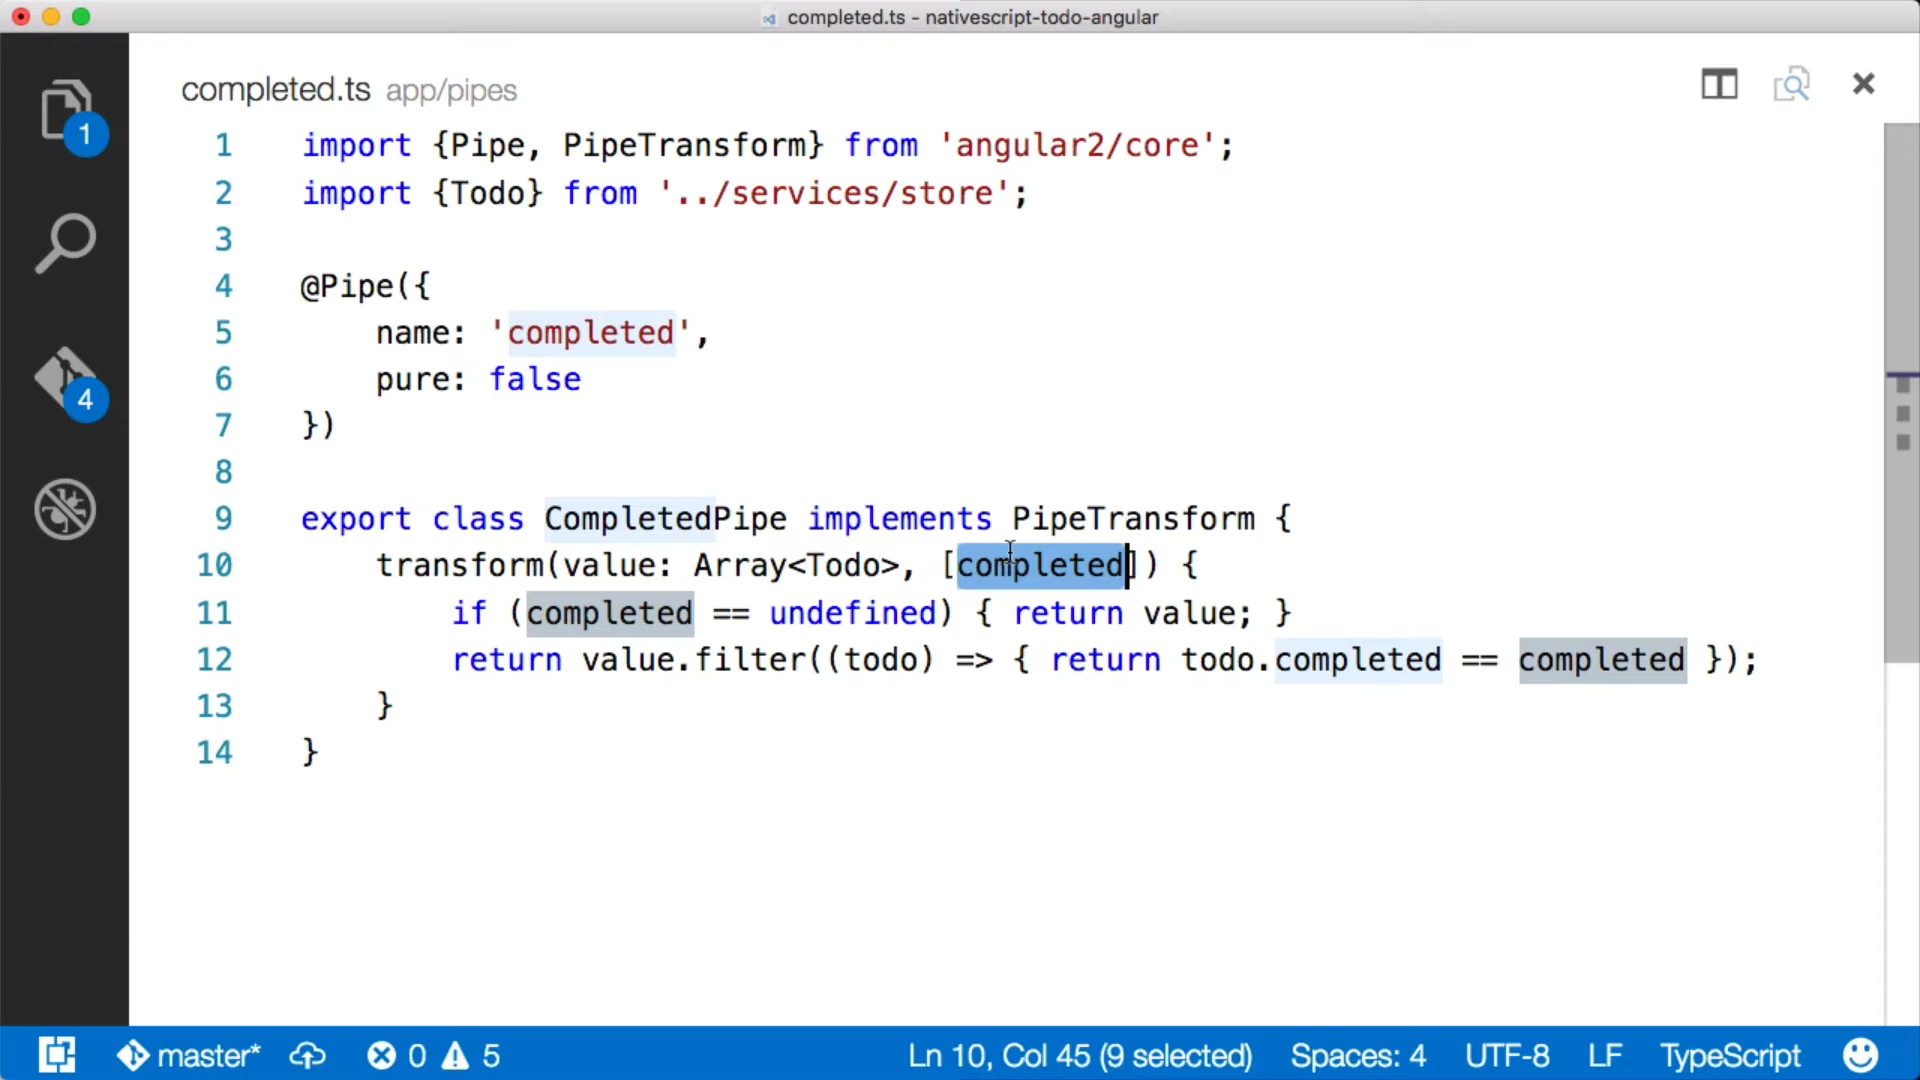 completed.ts - nativescript-todo-angular
completed.ts app/pipes
1
4
1 import {Pipe, PipeTransform} from 'angular2/core';
2 import {Todo} from '../services/store';
3
4 @Pipe({
5     name: 'completed',
6     pure: false
7 })
8
9 export class CompletedPipe implements PipeTransform {
10     transform(value: Array<Todo>, [completed]) {
11         if (completed == undefined) { return value; }
12         return value.filter((todo) => { return todo.completed == completed });
13     }
14 }
master* 0 5 Ln 10, Col 45 (9 selected) Spaces: 4 UTF-8 LF TypeScript